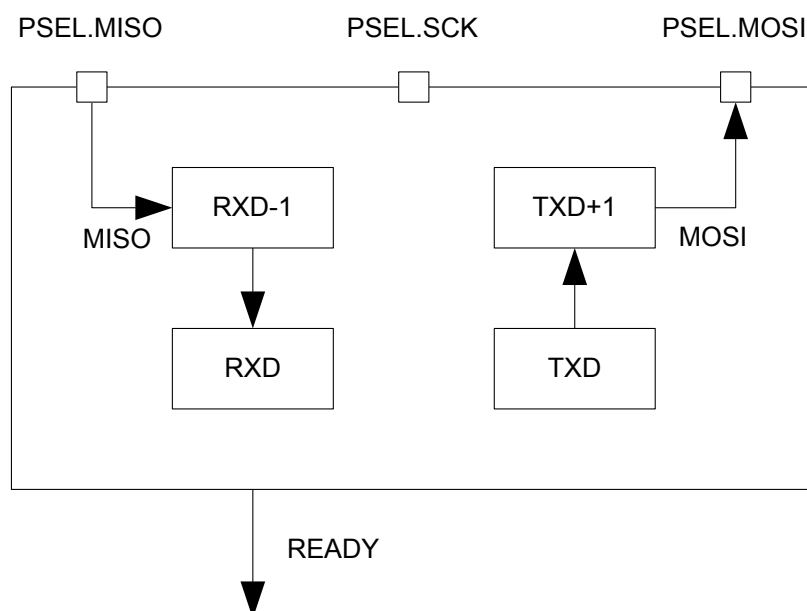 PSEL.MISO PSEL.SCK PSEL.MOSI
RXD-1 TXD+1
MISO MOSI
RXD TXD
READY